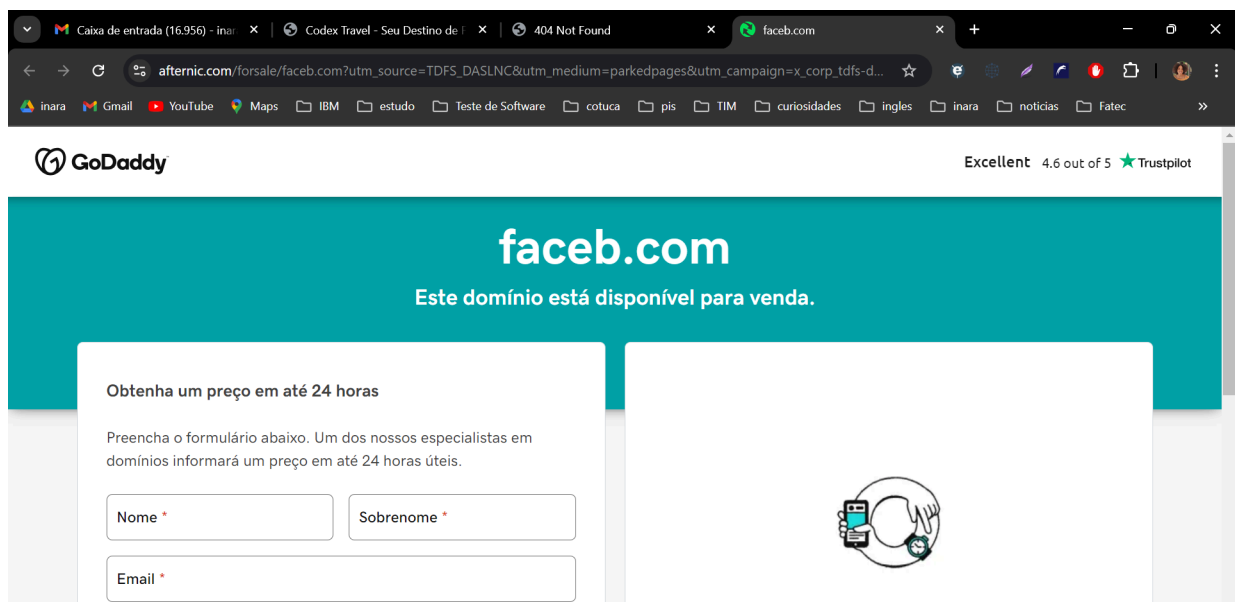 Caixa de entrada (16.956) - inar
Codex Travel - Seu Destino de F
404 Not Found
faceb.com
afternic.com/forsale/faceb.com?utm_source=TDFS_DASLNC&utm_medium=parkedpages&utm_campaign=x_corp_tdfs-d...
inara Gmail YouTube Maps IBM estudo Teste de Software cotuca pis TIM curiosidades ingles inara noticias Fatec »
GoDaddy
Excellent 4.6 out of 5 Trustpilot
faceb.com
Este domínio está disponível para venda.
Obtenha um preço em até 24 horas
Preencha o formulário abaixo. Um dos nossos especialistas em
domínios informará um preço em até 24 horas úteis.
Nome * Sobrenome *
Email *